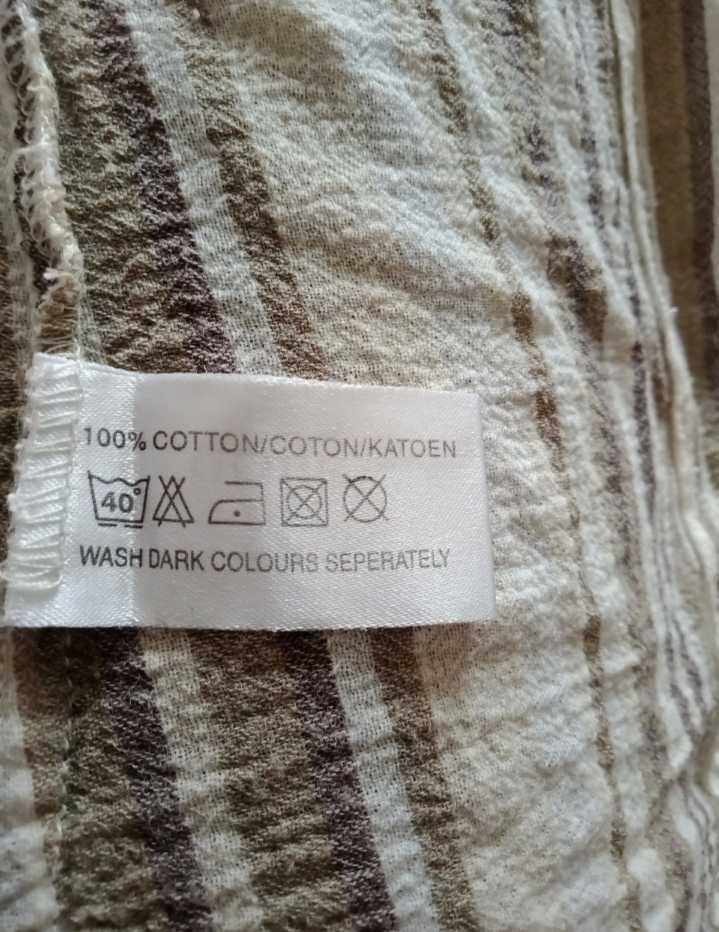 100% COTTON/COTON/KATOEN
40°
WASH DARK COLOURS SEPERATELY